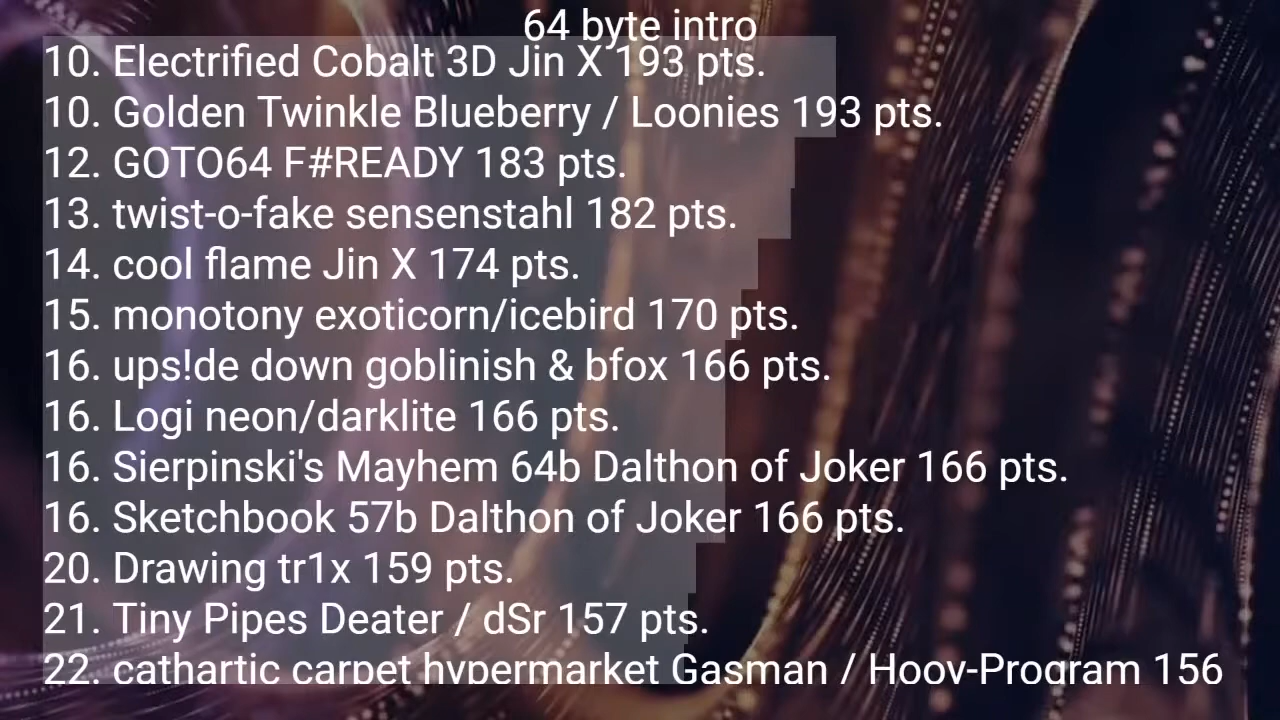 64 byte intro
10. Electrified Cobalt 3D Jin X 193 pts.
10. Golden Twinkle Blueberry / Loonies 193 pts.
12. GOTO64 F#READY 183 pts.
13. twist-o-fake sensenstahl 182 pts.
14. cool flame Jin X 174 pts.
15. monotony exoticorn/icebird 170 pts.
16. ups!de down goblinish & bfox 166 pts.
16. Logi neon/darklite 166 pts.
16. Sierpinski's Mayhem 64b Dalthon of Joker 166 pts.
16. Sketchbook 57b Dalthon of Joker 166 pts.
20. Drawing tr1x 159 pts.
21. Tiny Pipes Deater / dSr 157 pts.
22. cathartic carpet hypermarket Gasman / Hooy-Program 156